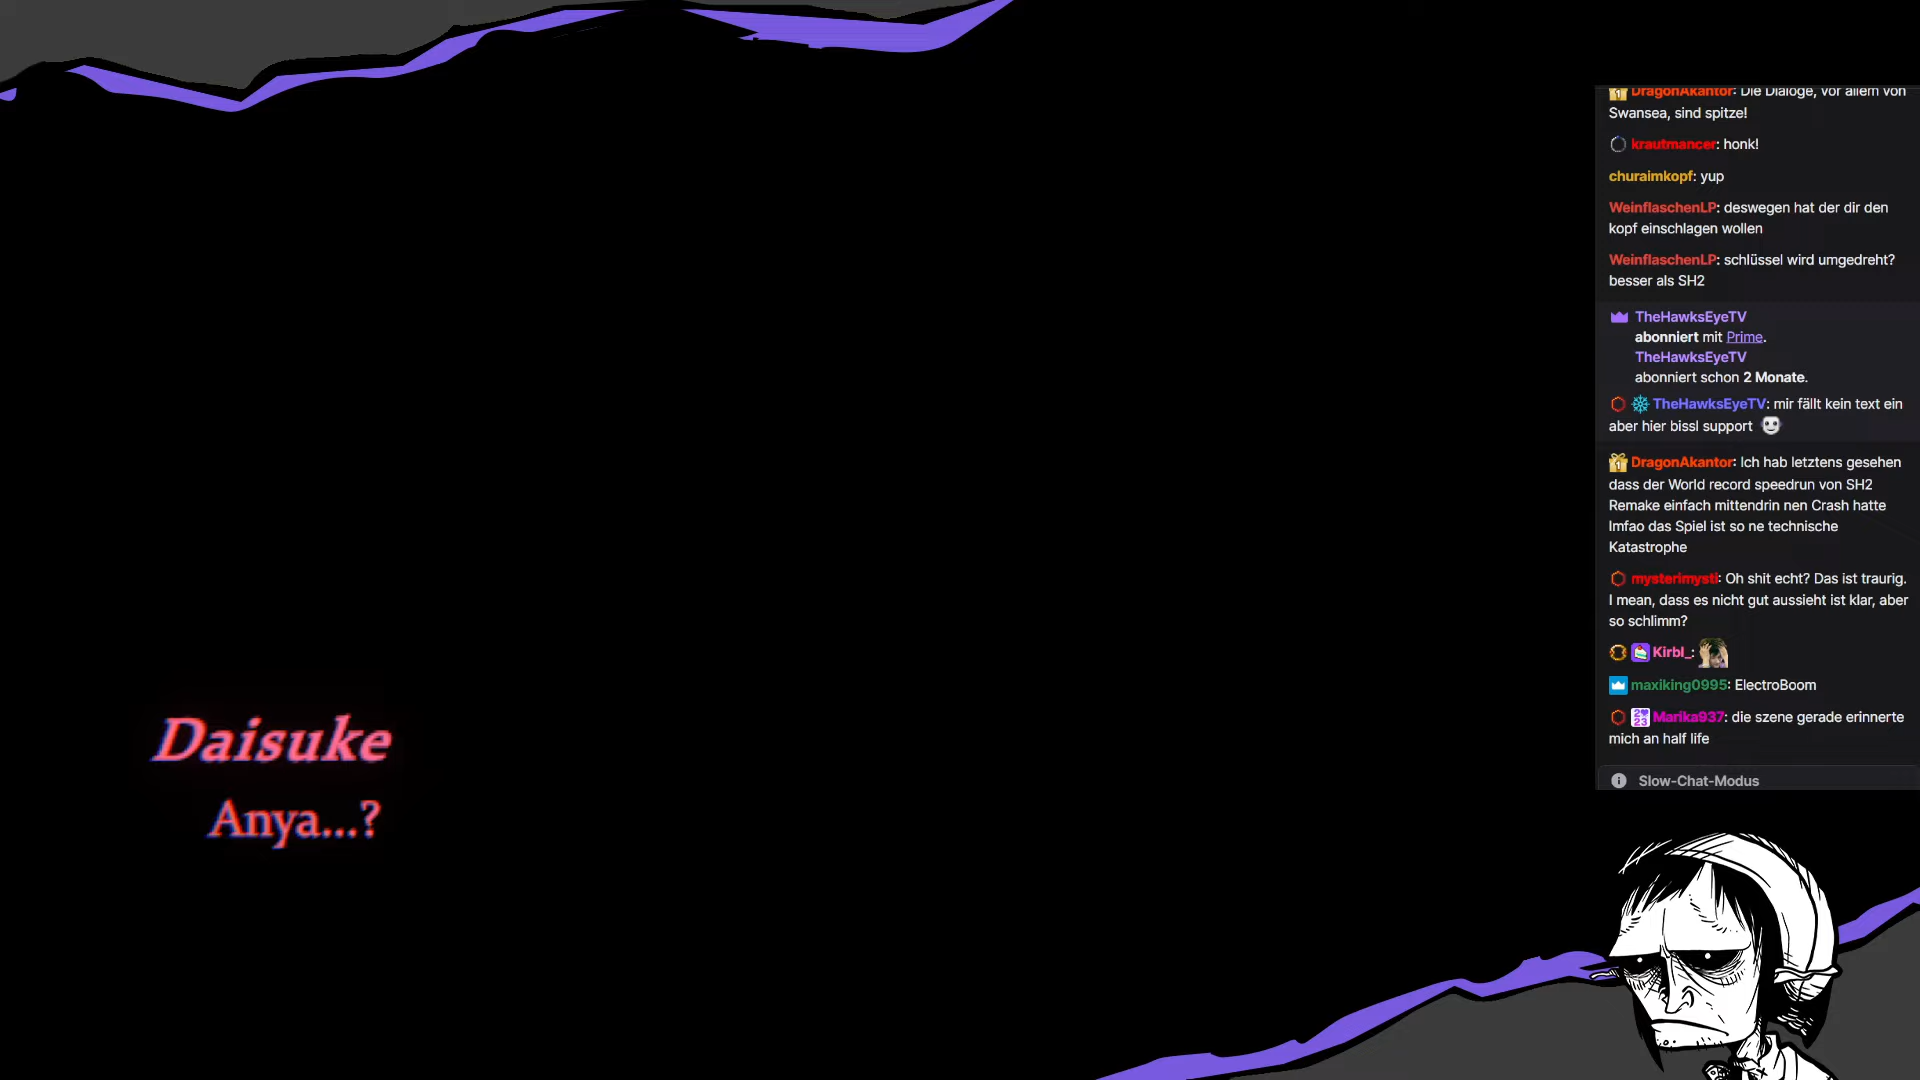 DragonAkantor: Die Dialoge, vor allem von
Swansea, sind spitze!
krautmancer: honk!
churaimkopf: yup
WeinflaschenLP: deswegen hat der dir den
kopf einschlagen wollen
WeinflaschenLP: schlüssel wird umgedreht?
besser als SH2
TheHawksEyeTV
abonniert mit Prime.
TheHawksEyeTV
abonniert schon 2 Monate.
TheHawksEyeTV: mir fällt kein text ein
aber hier bissl support
DragonAkantor: Ich hab letztens gesehen
dass der World record speedrun von SH2
Remake einfach mittendrin nen Crash hatte
lmfao das Spiel ist so ne technische
Katastrophe
mysterimysti: Oh shit echt? Das ist traurig.
I mean, dass es nicht gut aussieht ist klar, aber
so schlimm?
Kirbl_:
maxiking0995: ElectroBoom
Marika937: die szene gerade erinnerte
mich an half life
Slow-Chat-Modus
Daisuke
Anya...?